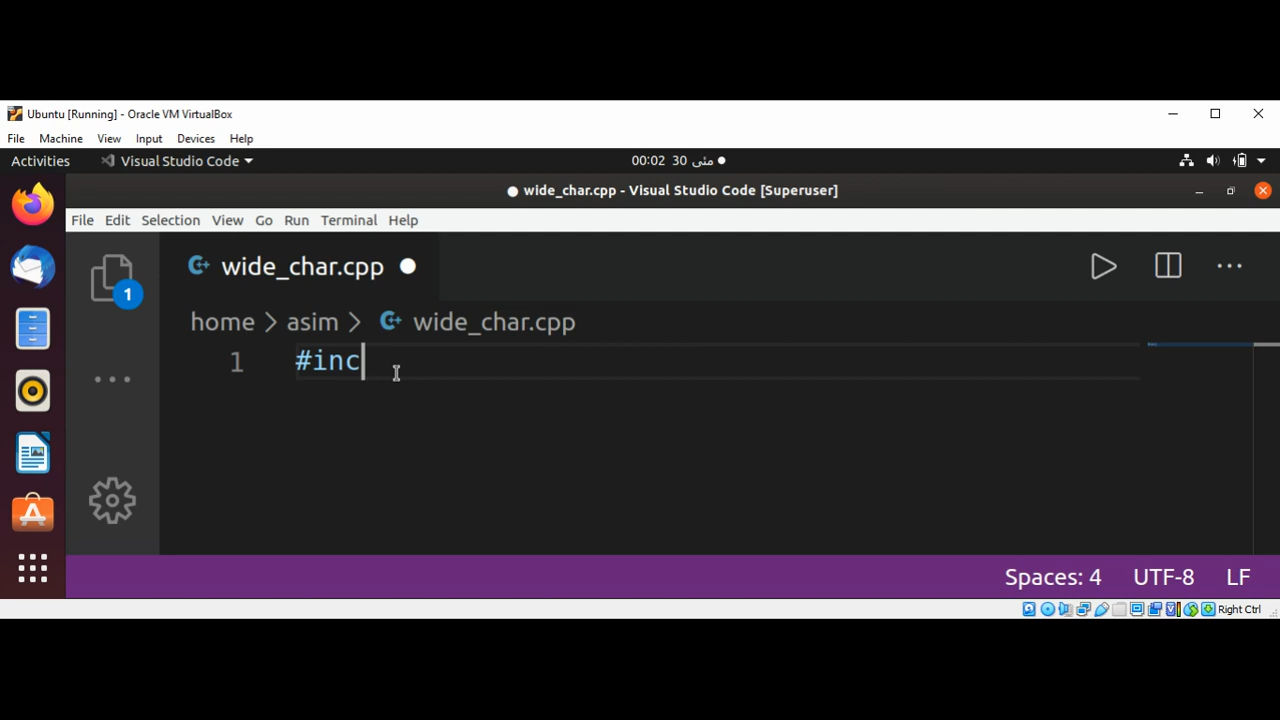 Ubuntu [Running] - Oracle VM VirtualBox
File Machine View Input Devices Help
Activities Visual Studio Code 00:02 30 مئی
wide_char.cpp - Visual Studio Code [Superuser]
File Edit Selection View Go Run Terminal Help
wide_char.cpp
1
home > asim > wide_char.cpp
1 #inc
Spaces: 4 UTF-8 LF
Right Ctrl